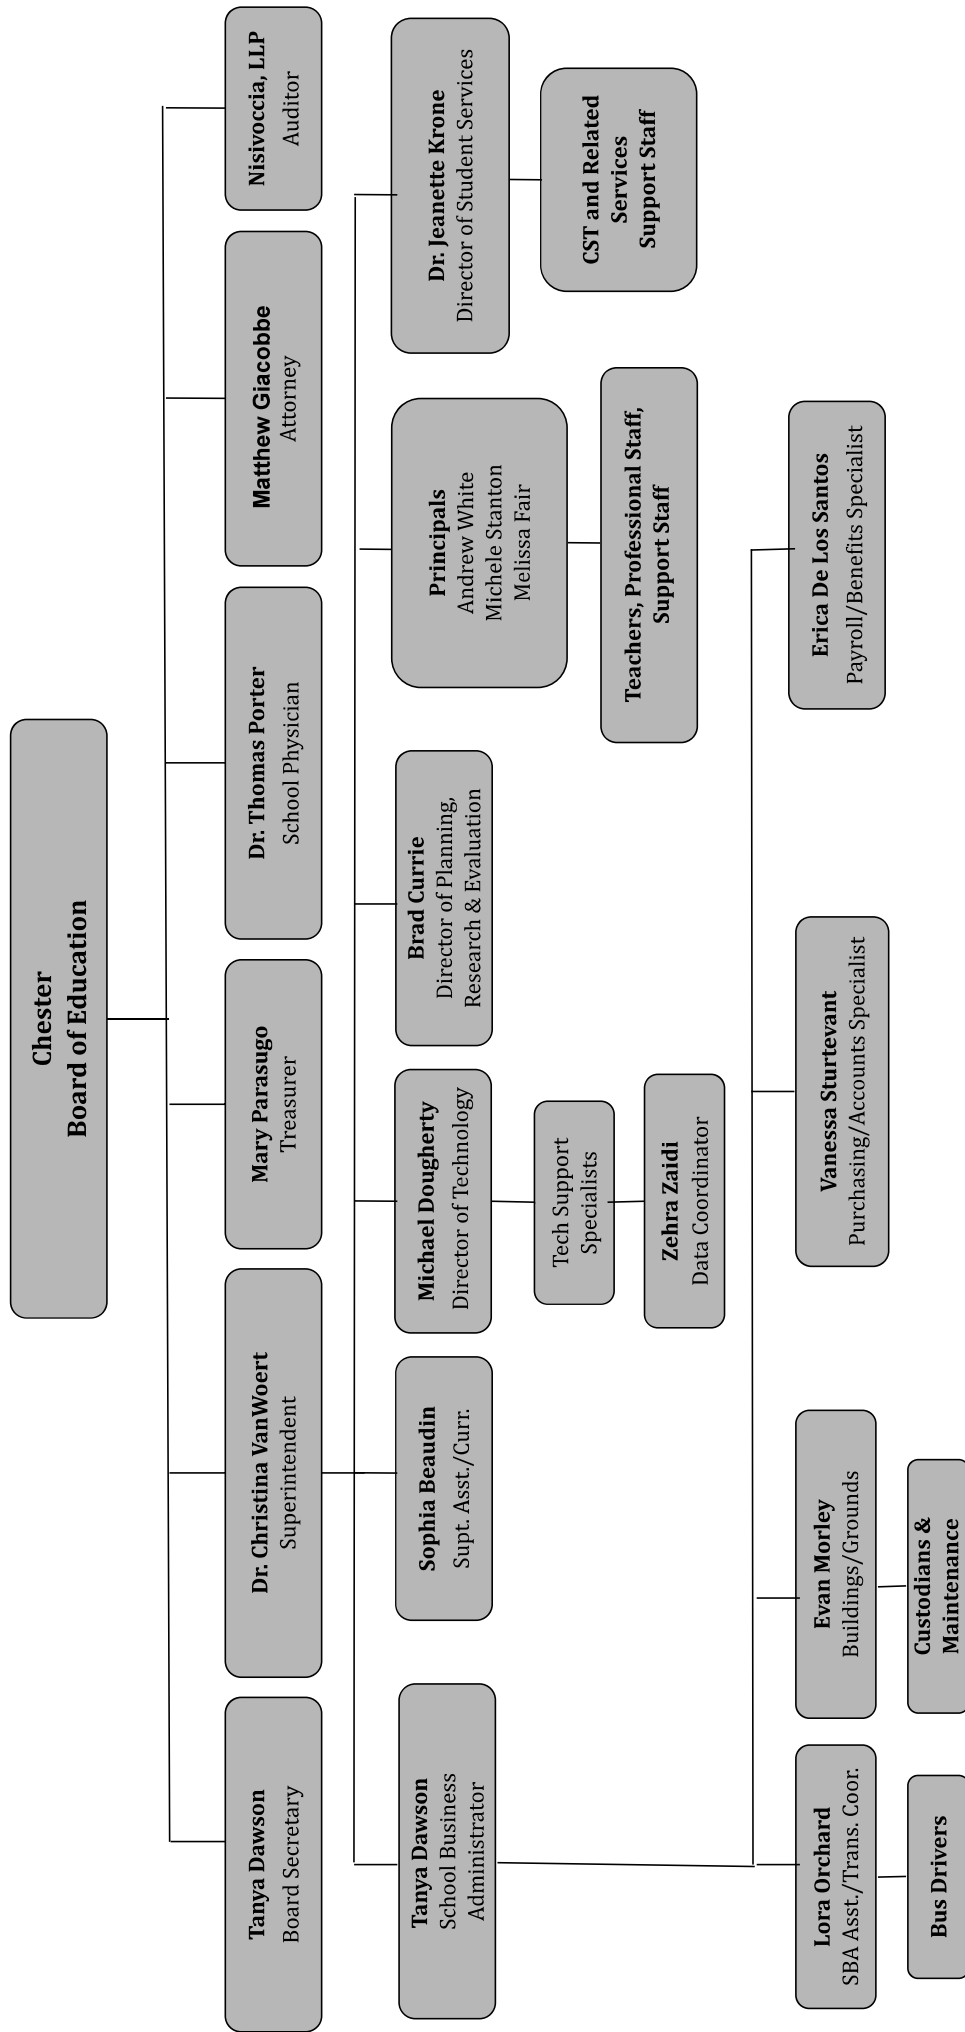 Chester
Board of Education
Tanya Dawson
Board Secretary
Dr. Christina VanWoert
Superintendent
Mary Parasugo
Treasurer
Dr. Thomas Porter
School Physician
Matthew Giacobbe
Attorney
Nisivoccia, LLP
Auditor
Tanya Dawson
School Business
Administrator
Sophia Beaudin
Supt. Asst./Curr.
Michael Dougherty
Director of Technology
Brad Currie
Director of Planning,
Research & Evaluation
Principals
Andrew White
Michele Stanton
Melissa Fair
Dr. Jeanette Krone
Director of Student Services
Tech Support
Specialists
Zehra Zaidi
Data Coordinator
Teachers, Professional Staff,
Support Staff
CST and Related
Services
Support Staff
Lora Orchard
SBA Asst./Trans. Coor.
Evan Morley
Buildings/Grounds
Vanessa Sturtevant
Purchasing/Accounts Specialist
Erica De Los Santos
Payroll/Benefits Specialist
Bus Drivers
Custodians &
Maintenance